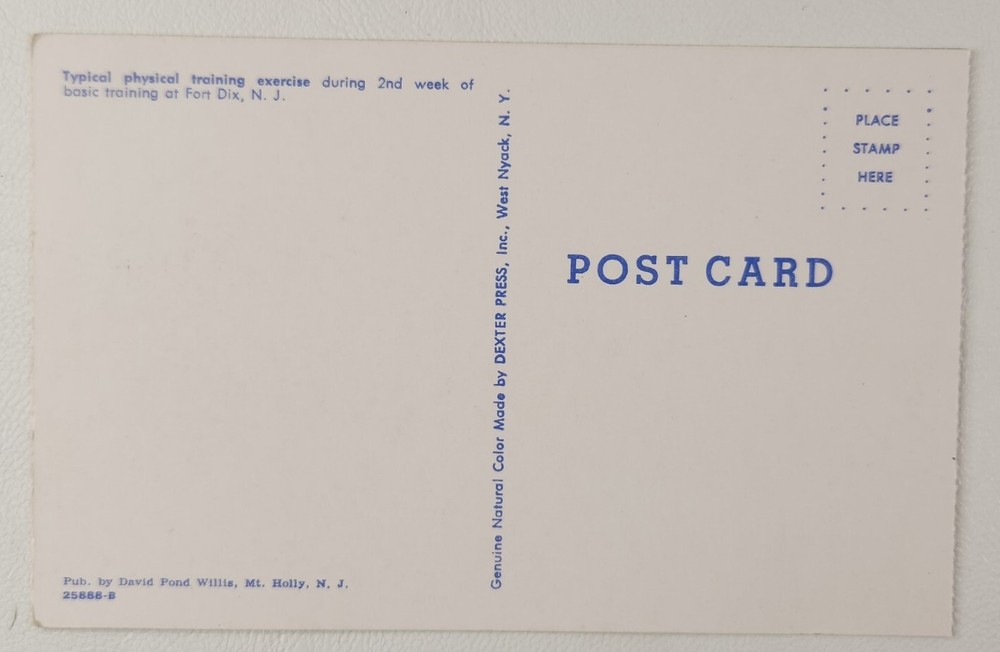 Typical physical training exercise during 2nd week of
basic training at Fort Dix, N. J.
Pub. by David Pond Willis, Mt. Holly, N. J.
25888-B
Genuine Natural Color Made by DEXTER PRESS, Inc., West Nyack, N. Y.
PLACE
STAMP
HERE
POST CARD